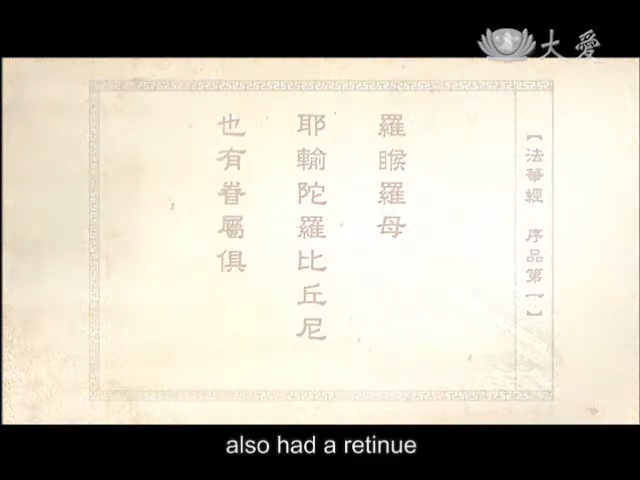 大愛
【法華經 序品第一】
羅睺羅母
耶輸陀羅比丘尼
也有眷屬俱
also had a retinue